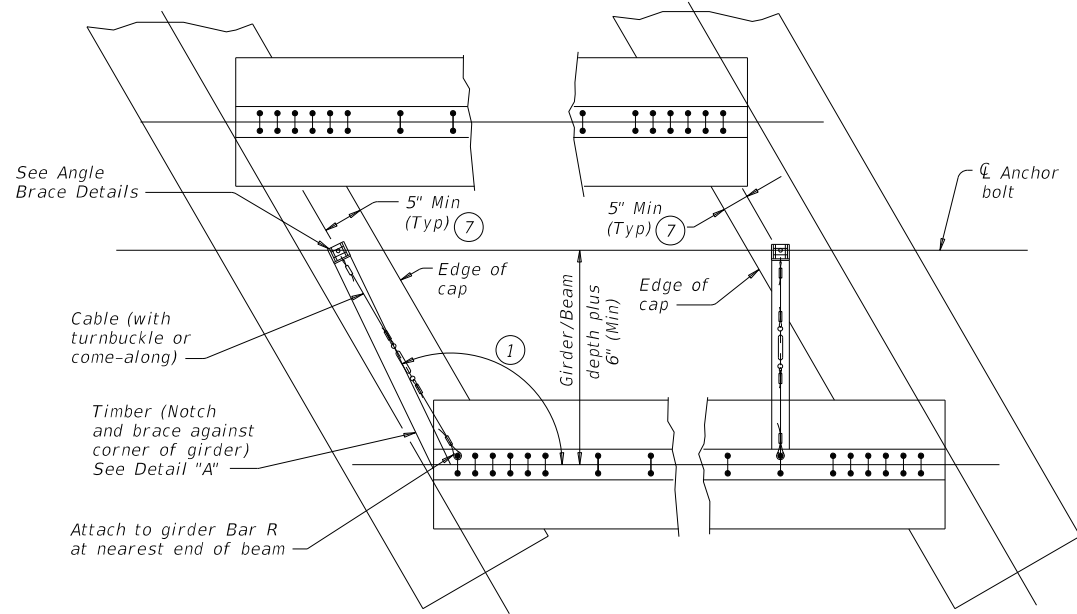 See Angle
Brace Details
5" Min
(Typ) 7
5" Min
(Typ) 7
℄ Anchor
bolt
Edge of
cap
Edge of
cap
Girder/Beam
depth plus
6" (Min)
Cable (with
turnbuckle or
come-along)
1
Timber (Notch
and brace against
corner of girder)
See Detail "A"
Attach to girder Bar R
at nearest end of beam